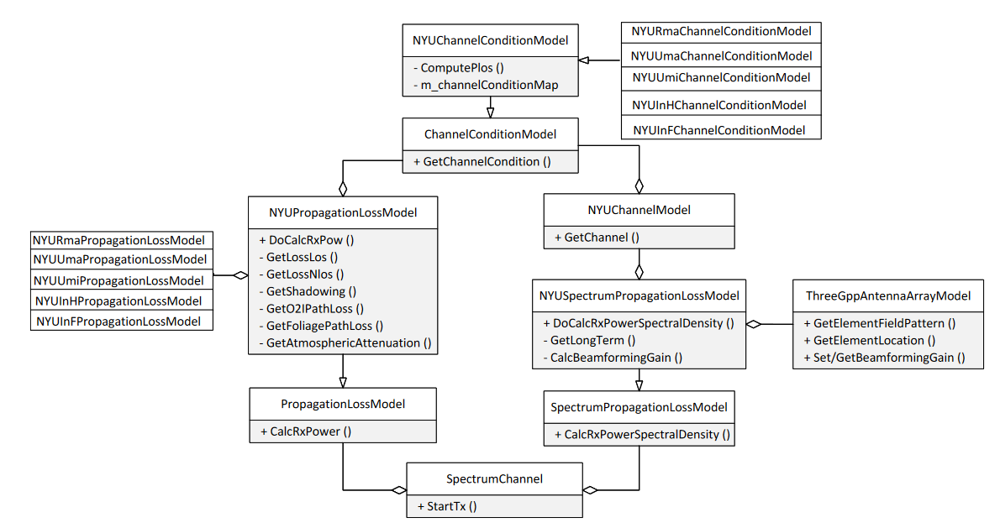 NYUChannelConditionModel
- ComputePlos ()
- m_channelConditionMap
NYURmaChannelConditionModel
NYUUmaChannelConditionModel
NYUUmiChannelConditionModel
NYUInHChannelConditionModel
NYUInFChannelConditionModel
ChannelConditionModel
+ GetChannelCondition ()
NYUPropagationLossModel
+ DoCalcRxPow ()
- GetLossLos ()
- GetLossNlos ()
- GetShadowing ()
- GetO2IPathLoss ()
- GetFoliagePathLoss ()
- GetAtmosphericAttenuation ()
NYURmaPropagationLossModel
NYUUmaPropagationLossModel
NYUUmiPropagationLossModel
NYUInHPropagationLossModel
NYUInFPropagationLossModel
NYUChannelModel
+ GetChannel ()
NYUSpectrumPropagationLossModel
+ DoCalcRxPowerSpectralDensity ()
- GetLongTerm ()
- CalcBeamformingGain ()
ThreeGppAntennaArrayModel
+ GetElementFieldPattern ()
+ GetElementLocation ()
+ Set/GetBeamformingGain ()
PropagationLossModel
+ CalcRxPower ()
SpectrumPropagationLossModel
+ CalcRxPowerSpectralDensity ()
SpectrumChannel
+ StartTx ()